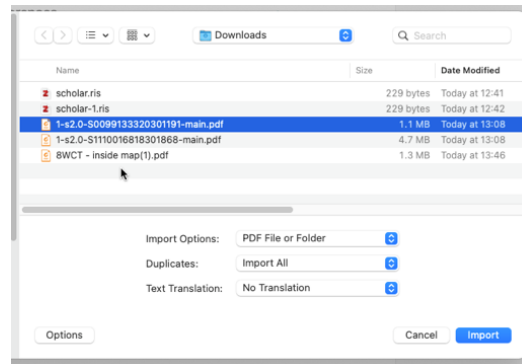 Downloads
Search
Name Size Date Modified
scholar.ris 229 bytes Today at 12:41
scholar-1.ris 229 bytes Today at 12:42
1-s2.0-S0099133320301191-main.pdf 1.1 MB Today at 13:08
1-s2.0-S1110016818301868-main.pdf 4.7 MB Today at 13:08
8WCT - inside map(1).pdf 1.3 MB Today at 13:46
Import Options: PDF File or Folder
Duplicates: Import All
Text Translation: No Translation
Options Cancel Import